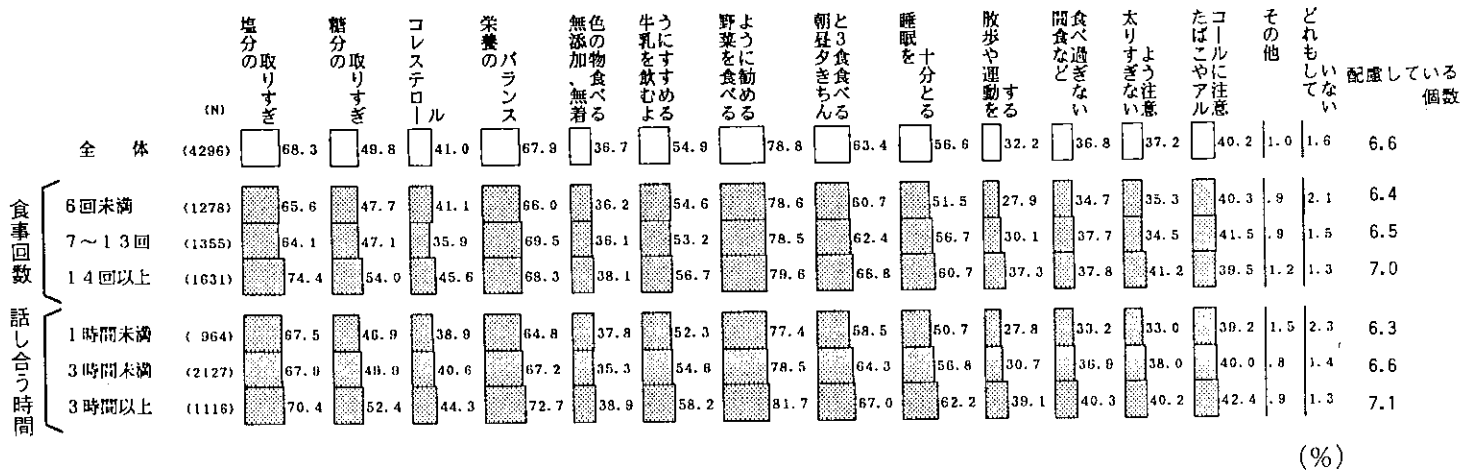 塩分の
取りすぎ
糖分の
取りすぎ
コレステロール
栄養の
バランス
無添加、無着
色の物食べる
牛乳を飲むよ
うにすすめる
野菜を食べる
ように勧める
朝昼夕きちん
と3食食べる
睡眠を
十分とる
散歩や運動を
する
間食など
食べ過ぎない
太りすぎない
よう注意
たばこやアル
コールに注意
その他
どれもして
いない
配慮している
個数
(N)
全 体 (4296) 68.3 49.8 41.0 67.9 36.7 54.9 78.8 63.4 56.6 32.2 36.8 37.2 40.2 1.0 1.6 6.6
食事回数
6回未満 (1278) 65.6 47.7 41.1 66.0 36.2 54.6 78.6 60.7 51.5 27.9 34.7 35.3 40.3 .9 2.1 6.4
7～13回 (1355) 64.1 47.1 35.9 69.5 36.1 53.2 78.5 62.4 56.7 30.1 37.7 34.5 41.5 .9 1.5 6.5
14回以上 (1631) 74.4 54.0 45.6 68.3 38.1 56.7 79.6 66.8 60.7 37.3 37.8 41.2 39.5 1.2 1.3 7.0
話し合う時間
1時間未満 (964) 67.5 46.9 38.9 64.8 37.8 52.3 77.4 58.5 50.7 27.8 33.2 33.0 39.2 1.5 2.3 6.3
3時間未満 (2127) 67.9 49.9 40.6 67.2 35.3 54.8 78.5 64.3 56.8 30.7 36.9 38.0 40.0 .8 1.4 6.6
3時間以上 (1116) 70.4 52.4 44.3 72.7 38.9 58.2 81.7 67.0 62.2 39.1 40.3 40.2 42.4 .9 1.3 7.1
(%)